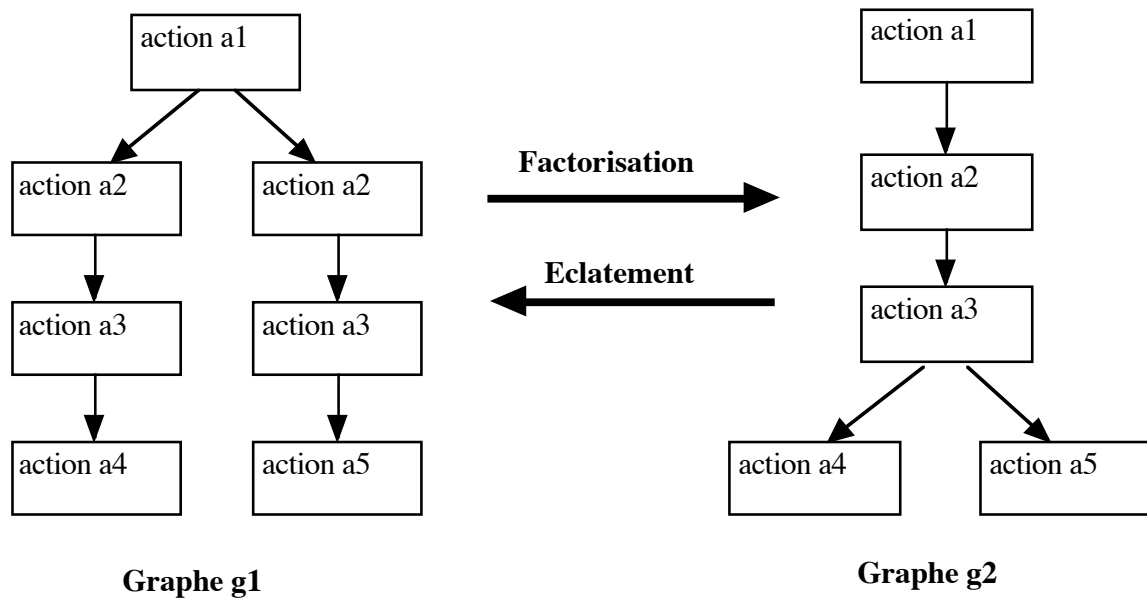 action a1
action a2
action a2
action a3
action a3
action a4
action a5
Graphe g1
Factorisation
Eclatement
action a1
action a2
action a3
action a4
action a5
Graphe g2